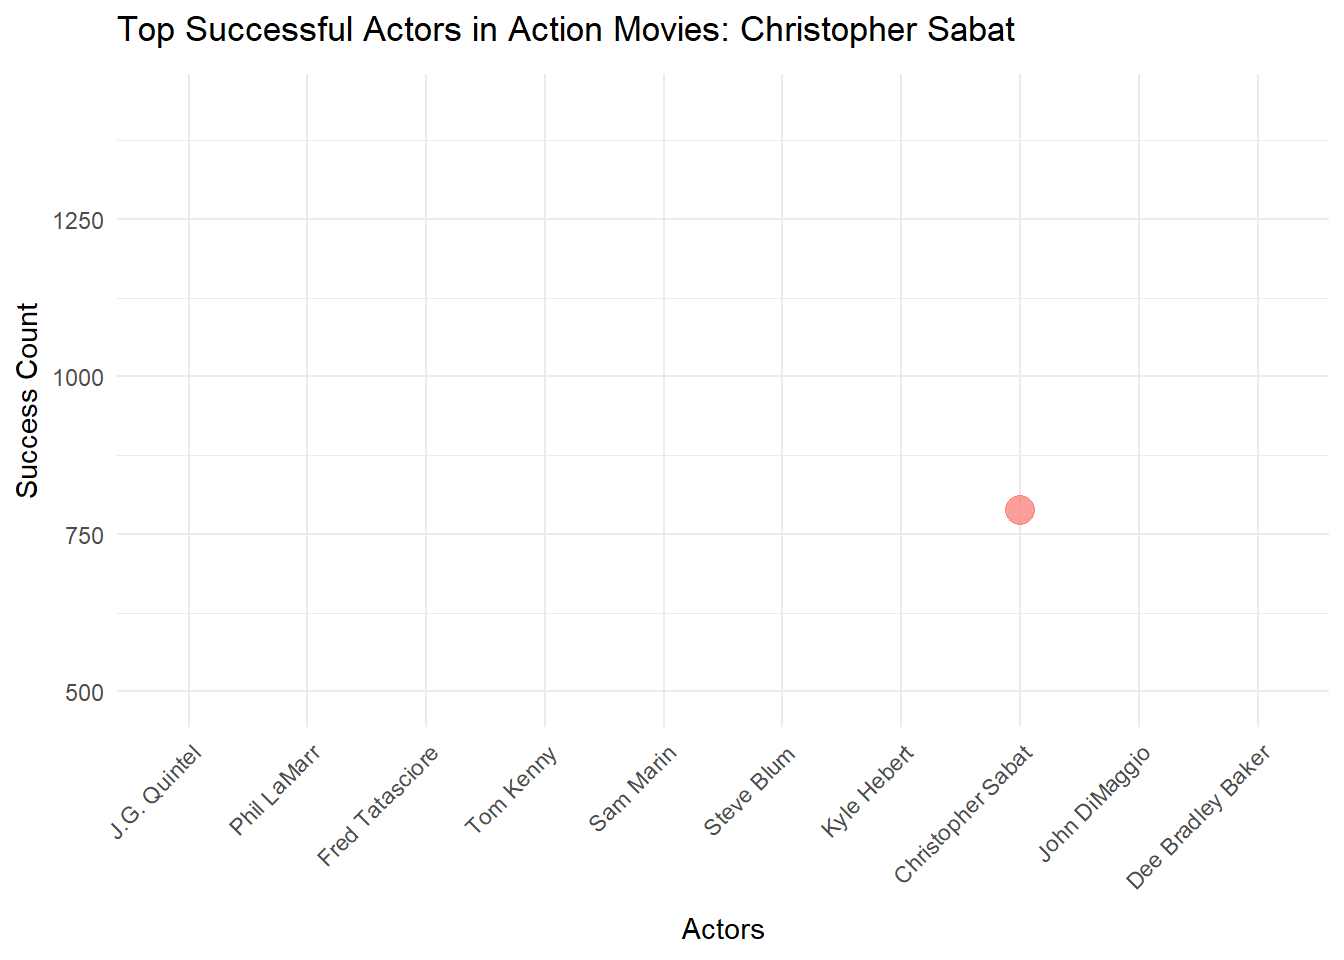 Top Successful Actors in Action Movies: Christopher Sabat
Success Count
1250
1000
750
500
J.G. Quintel
Phil LaMarr
Fred Tatasciore
Tom Kenny
Sam Marin
Steve Blum
Kyle Hebert
Christopher Sabat
John DiMaggio
Dee Bradley Baker
Actors